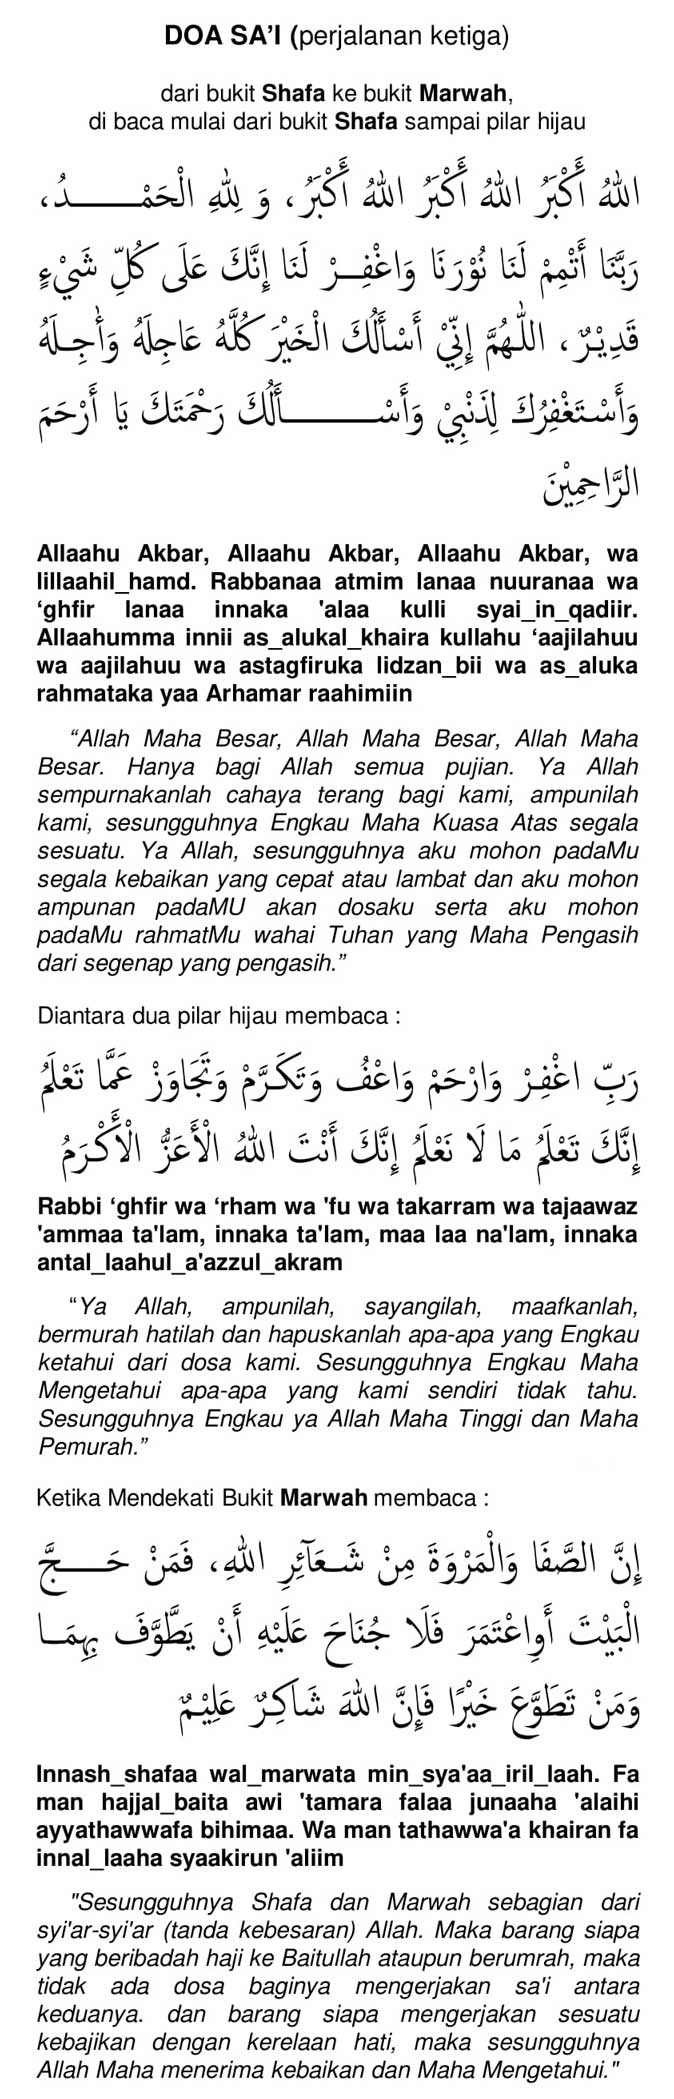 DOA SA'I (perjalanan ketiga)
dari bukit Shafa ke bukit Marwah,
di baca mulai dari bukit Shafa sampai pilar hijau
اللهُ أَكْبَرُ اللهُ أَكْبَرُ اللهُ أَكْبَرُ، وَ لِلّٰهِ الْحَمْـــــدُ،
رَبَّنَا أَتْمِمْ لَنَا نُوْرَنَا وَاغْفِـــرْ لَنَا إِنَّكَ عَلَى كُلِّ شَيْءٍ
قَدِيْرٌ، اَللّٰهُمَّ إِنِّيْ أَسْأَلُكَ الْخَيْرَ كُلَّهُ عَاجِلَهُ وَآجِلَهُ
وَأَسْتَغْفِرُكَ لِذَنْبِيْ وَأَسْــــــأَلُكَ رَحْمَتَكَ يَا أَرْحَمَ
الرَّاحِمِيْنَ
Allaahu Akbar, Allaahu Akbar, Allaahu Akbar, wa
lillaahil_hamd. Rabbanaa atmim lanaa nuuranaa wa
‘ghfir lanaa innaka 'alaa kulli syai_in_qadiir.
Allaahumma innii as_alukal_khaira kullahu ‘aajilahuu
wa aajilahuu wa astagfiruka lidzan_bii wa as_aluka
rahmataka yaa Arhamar raahimiin
“Allah Maha Besar, Allah Maha Besar, Allah Maha
Besar. Hanya bagi Allah semua pujian. Ya Allah
sempurnakanlah cahaya terang bagi kami, ampunilah
kami, sesungguhnya Engkau Maha Kuasa Atas segala
sesuatu. Ya Allah, sesungguhnya aku mohon padaMu
segala kebaikan yang cepat atau lambat dan aku mohon
ampunan padaMU akan dosaku serta aku mohon
padaMu rahmatMu wahai Tuhan yang Maha Pengasih
dari segenap yang pengasih.”
Diantara dua pilar hijau membaca :
رَبِّ اغْفِرْ وَارْحَمْ وَاعْفُ وَتَكَرَّمْ وَتَجَاوَزْ عَمَّا تَعْلَمُ
إِنَّكَ تَعْلَمُ مَا لَا نَعْلَمُ إِنَّكَ أَنْتَ اللهُ الْأَعَزُّ الْأَكْرَمُ
Rabbi ‘ghfir wa ‘rham wa 'fu wa takarram wa tajaawaz
'ammaa ta'lam, innaka ta'lam, maa laa na'lam, innaka
antal_laahul_a'azzul_akram
“Ya Allah, ampunilah, sayangilah, maafkanlah,
bermurah hatilah dan hapuskanlah apa-apa yang Engkau
ketahui dari dosa kami. Sesungguhnya Engkau Maha
Mengetahui apa-apa yang kami sendiri tidak tahu.
Sesungguhnya Engkau ya Allah Maha Tinggi dan Maha
Pemurah.”
Ketika Mendekati Bukit Marwah membaca :
إِنَّ الصَّفَا وَالْمَرْوَةَ مِنْ شَعَآئِرِ اللهِ، فَمَنْ حَـــجَّ
الْبَيْتَ أَوِاعْتَمَرَ فَلَا جُنَاحَ عَلَيْهِ أَنْ يَطَّوَّفَ بِهِمَـــا
وَمَنْ تَطَوَّعَ خَيْرًا فَإِنَّ اللهَ شَاكِرٌ عَلِيْمٌ
Innash_shafaa wal_marwata min_sya'aa_iril_laah. Fa
man hajjal_baita awi 'tamara falaa junaaha 'alaihi
ayyathawwafa bihimaa. Wa man tathawwa'a khairan fa
innal_laaha syaakirun 'aliim
"Sesungguhnya Shafa dan Marwah sebagian dari
syi'ar-syi'ar (tanda kebesaran) Allah. Maka barang siapa
yang beribadah haji ke Baitullah ataupun berumrah, maka
tidak ada dosa baginya mengerjakan sa'i antara
keduanya. dan barang siapa mengerjakan sesuatu
kebajikan dengan kerelaan hati, maka sesungguhnya
Allah Maha menerima kebaikan dan Maha Mengetahui."